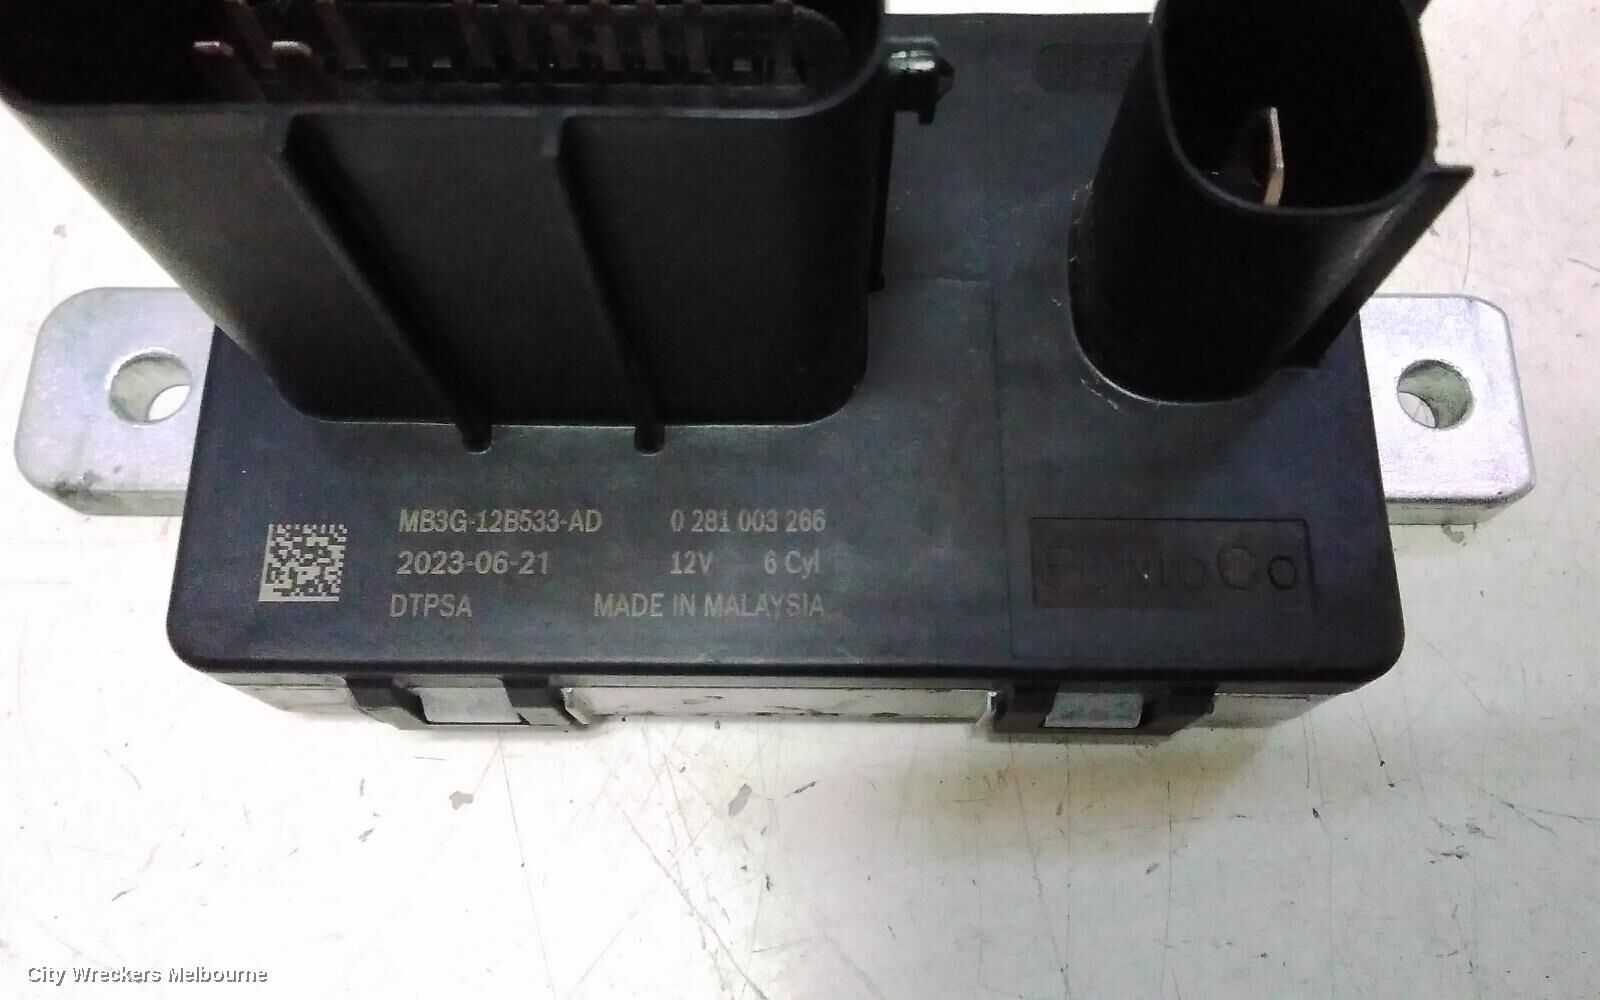 MB3G-12B533-AD 0 281 003 266
2023-06-21 12V 6 Cyl
DTPSA MADE IN MALAYSIA
FoMoCo
City Wreckers Melbourne